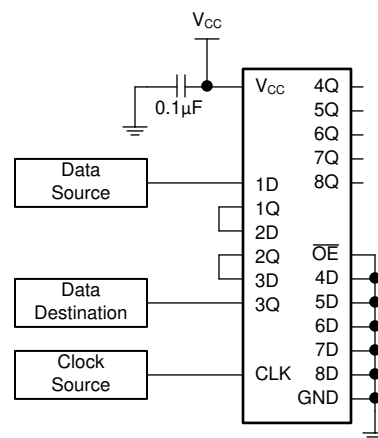 VCC
0.1μF
VCC
4Q
5Q
6Q
7Q
8Q
Data
Source
1D
1Q
2D
2Q
3D
3Q
Data
Destination
Clock
Source
CLK
OE
4D
5D
6D
7D
8D
GND